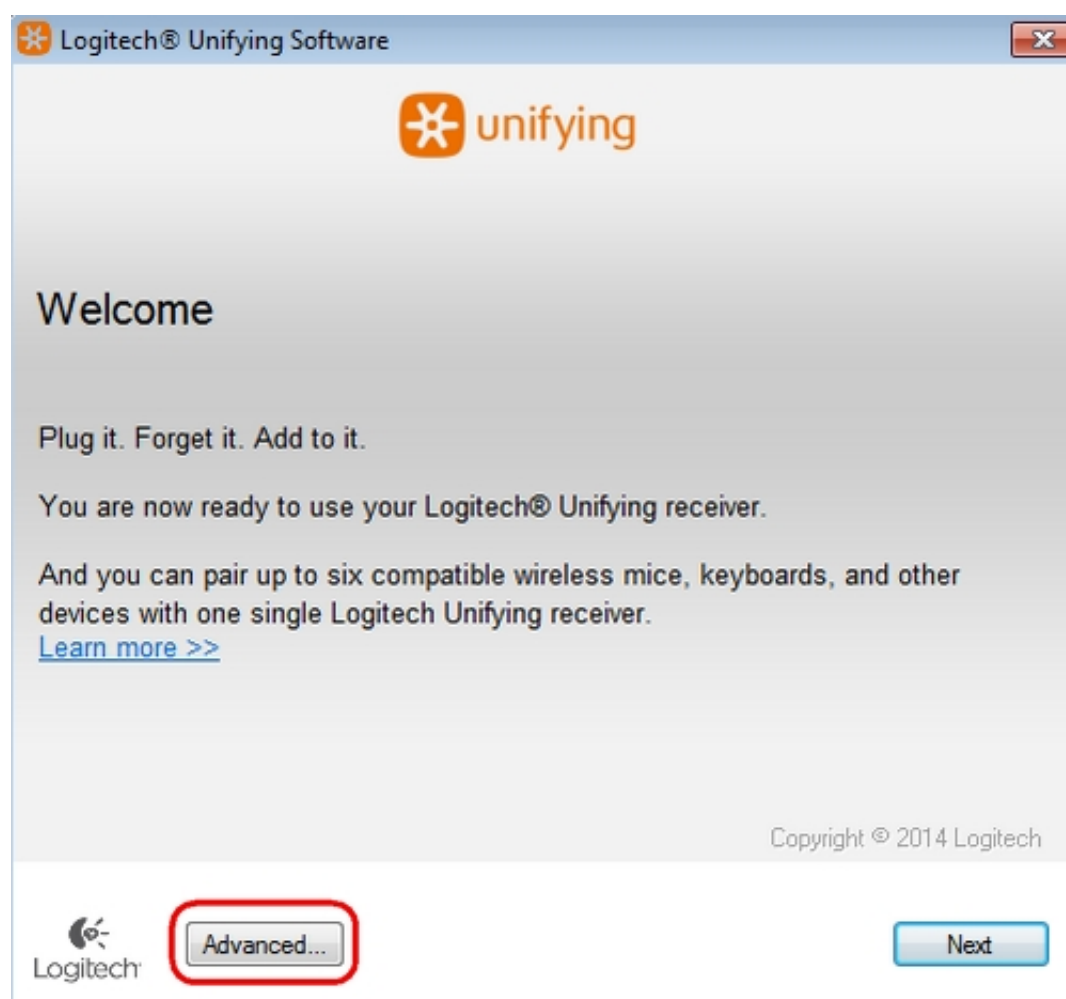 Logitech® Unifying Software
unifying
Welcome
Plug it. Forget it. Add to it.
You are now ready to use your Logitech® Unifying receiver.
And you can pair up to six compatible wireless mice, keyboards, and other
devices with one single Logitech Unifying receiver.
Learn more >>
Copyright © 2014 Logitech
Logitech
Advanced...
Next